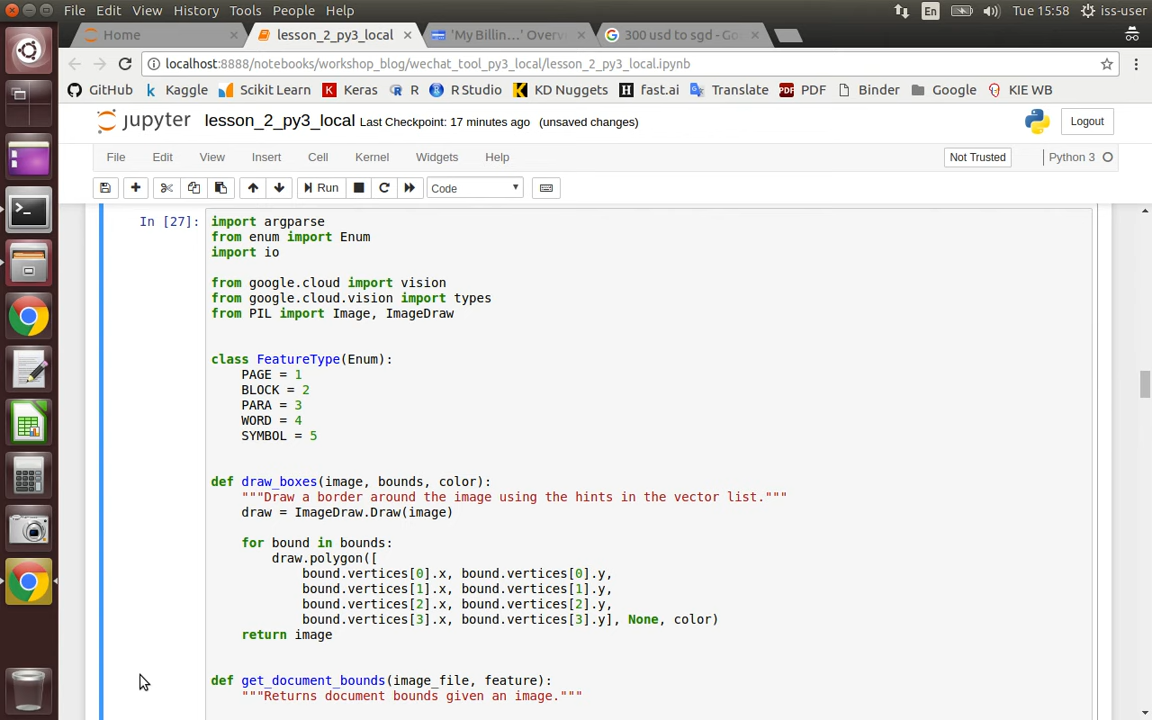 File Edit View History Tools People Help
En
Tue 15:58 iss-user
Home
lesson_2_py3_local
'My Billin...' Overv
300 usd to sgd - Go
localhost:8888/notebooks/workshop_blog/wechat_tool_py3_local/lesson_2_py3_local.ipynb
GitHub Kaggle Scikit Learn Keras R R Studio KD Nuggets fast.ai Translate PDF Binder Google KIE WB
jupyter lesson_2_py3_local Last Checkpoint: 17 minutes ago (unsaved changes)
Logout
File Edit View Insert Cell Kernel Widgets Help
Not Trusted
Python 3
Run
Code
In [27]:
import argparse
from enum import Enum
import io
from google.cloud import vision
from google.cloud.vision import types
from PIL import Image, ImageDraw
class FeatureType(Enum):
PAGE = 1
BLOCK = 2
PARA = 3
WORD = 4
SYMBOL = 5
def draw_boxes(image, bounds, color):
"""Draw a border around the image using the hints in the vector list."""
draw = ImageDraw.Draw(image)
for bound in bounds:
draw.polygon([
bound.vertices[0].x, bound.vertices[0].y,
bound.vertices[1].x, bound.vertices[1].y,
bound.vertices[2].x, bound.vertices[2].y,
bound.vertices[3].x, bound.vertices[3].y], None, color)
return image
def get_document_bounds(image_file, feature):
"""Returns document bounds given an image."""